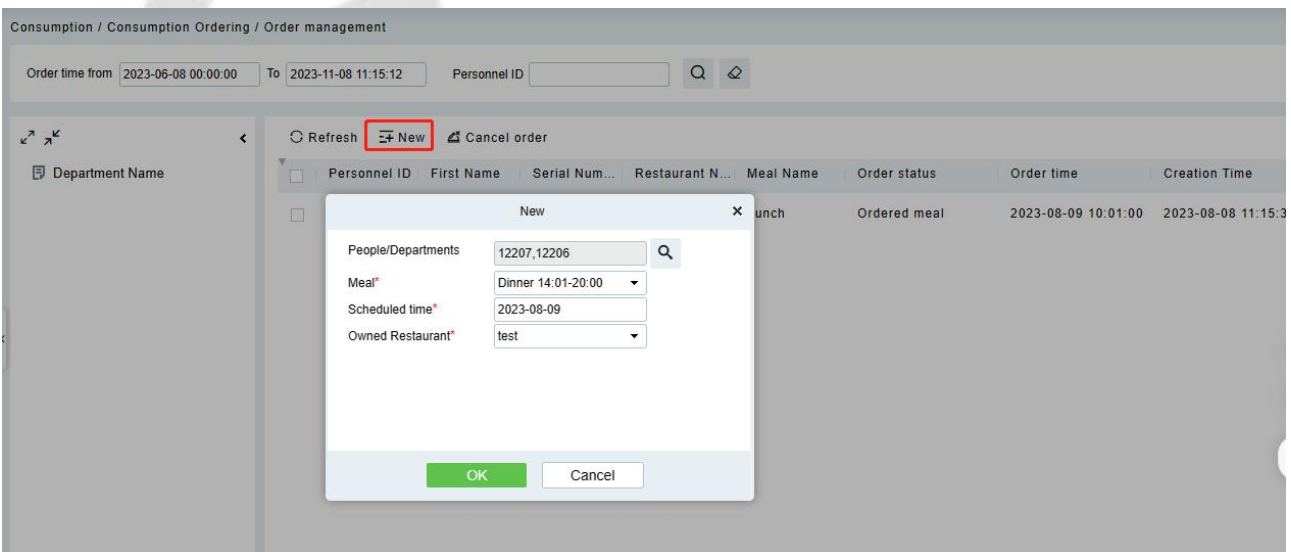 Consumption / Consumption Ordering / Order management
Order time from 2023-06-08 00:00:00 To 2023-11-08 11:15:12 Personnel ID
Refresh New Cancel order
Department Name
Personnel ID First Name Serial Num... Restaurant N... Meal Name Order status Order time Creation Time
unch Ordered meal 2023-08-09 10:01:00 2023-08-08 11:15:3
New
People/Departments 12207,12206
Meal* Dinner 14:01-20:00
Scheduled time* 2023-08-09
Owned Restaurant* test
OK Cancel